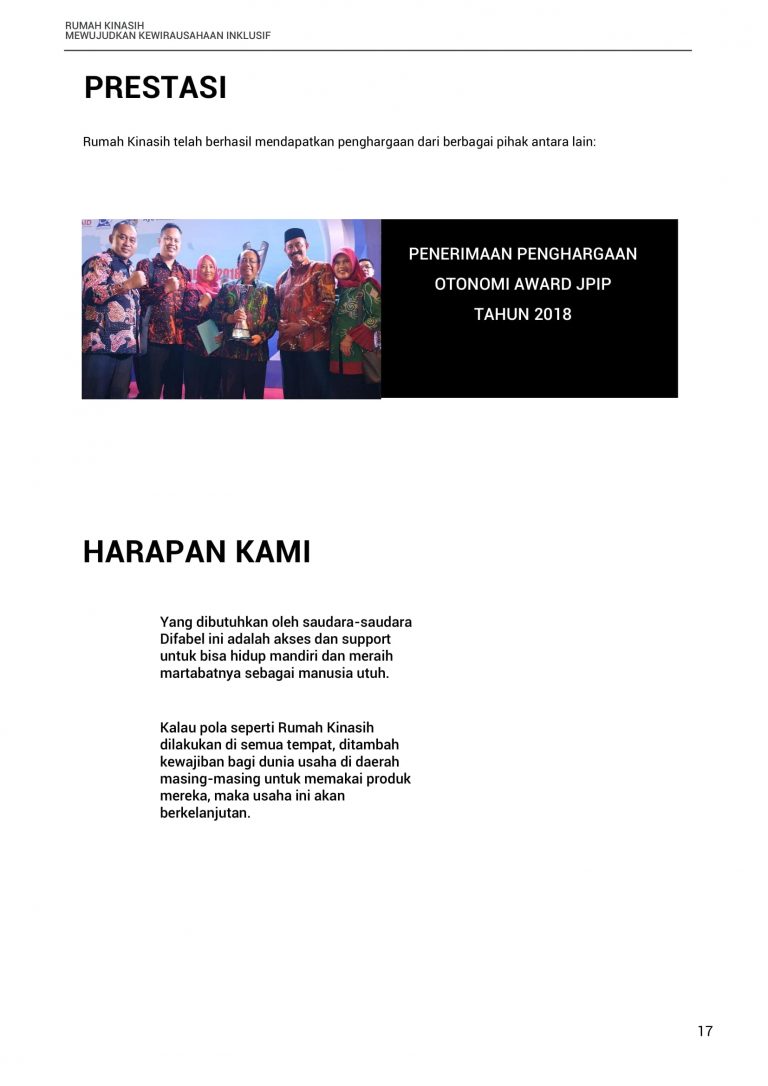 RUMAH KINASIH
MEWUJUDKAN KEWIRAUSAHAAN INKLUSIF
PRESTASI
Rumah Kinasih telah berhasil mendapatkan penghargaan dari berbagai pihak antara lain:
2018
PENERIMAAN PENGHARGAAN
OTONOMI AWARD JPIP
TAHUN 2018
HARAPAN KAMI
Yang dibutuhkan oleh saudara-saudara
Difabel ini adalah akses dan support
untuk bisa hidup mandiri dan meraih
martabatnya sebagai manusia utuh.
Kalau pola seperti Rumah Kinasih
dilakukan di semua tempat, ditambah
kewajiban bagi dunia usaha di daerah
masing-masing untuk memakai produk
mereka, maka usaha ini akan
berkelanjutan.
17